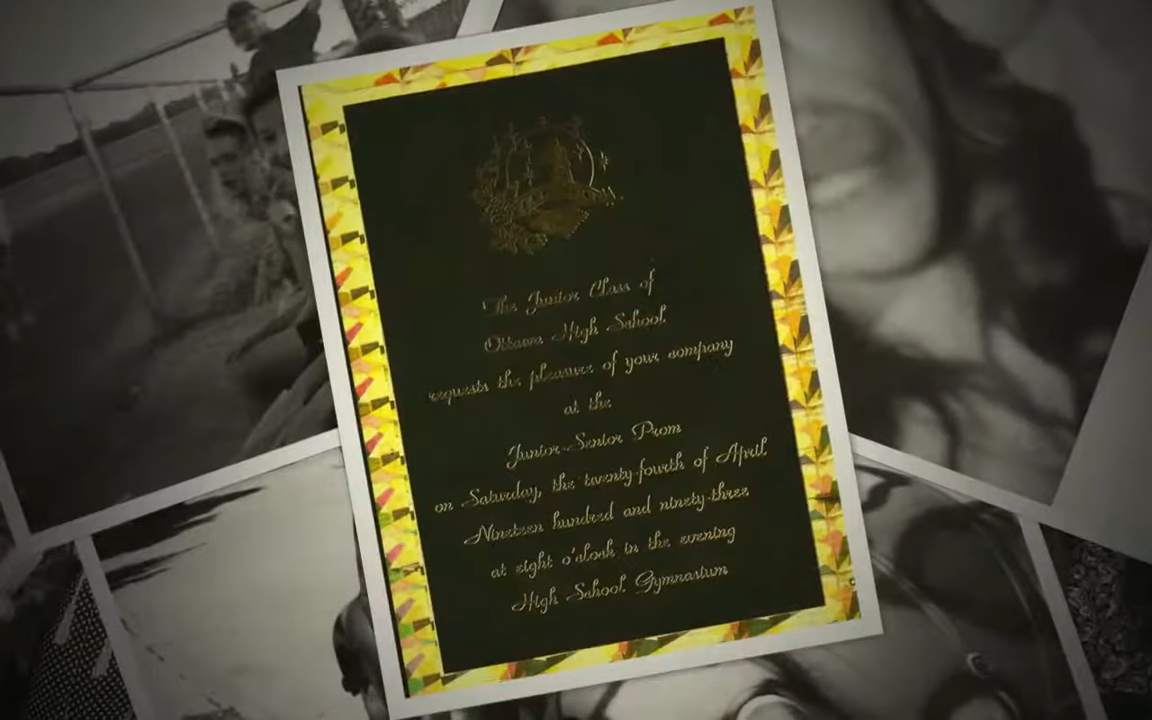 The Junior Class of
Ottawa High School
requests the pleasure of your company
at the
Junior-Senior Prom
on Saturday, the twenty-fourth of April
Nineteen hundred and ninety-three
at eight o'clock in the evening
High School Gymnasium